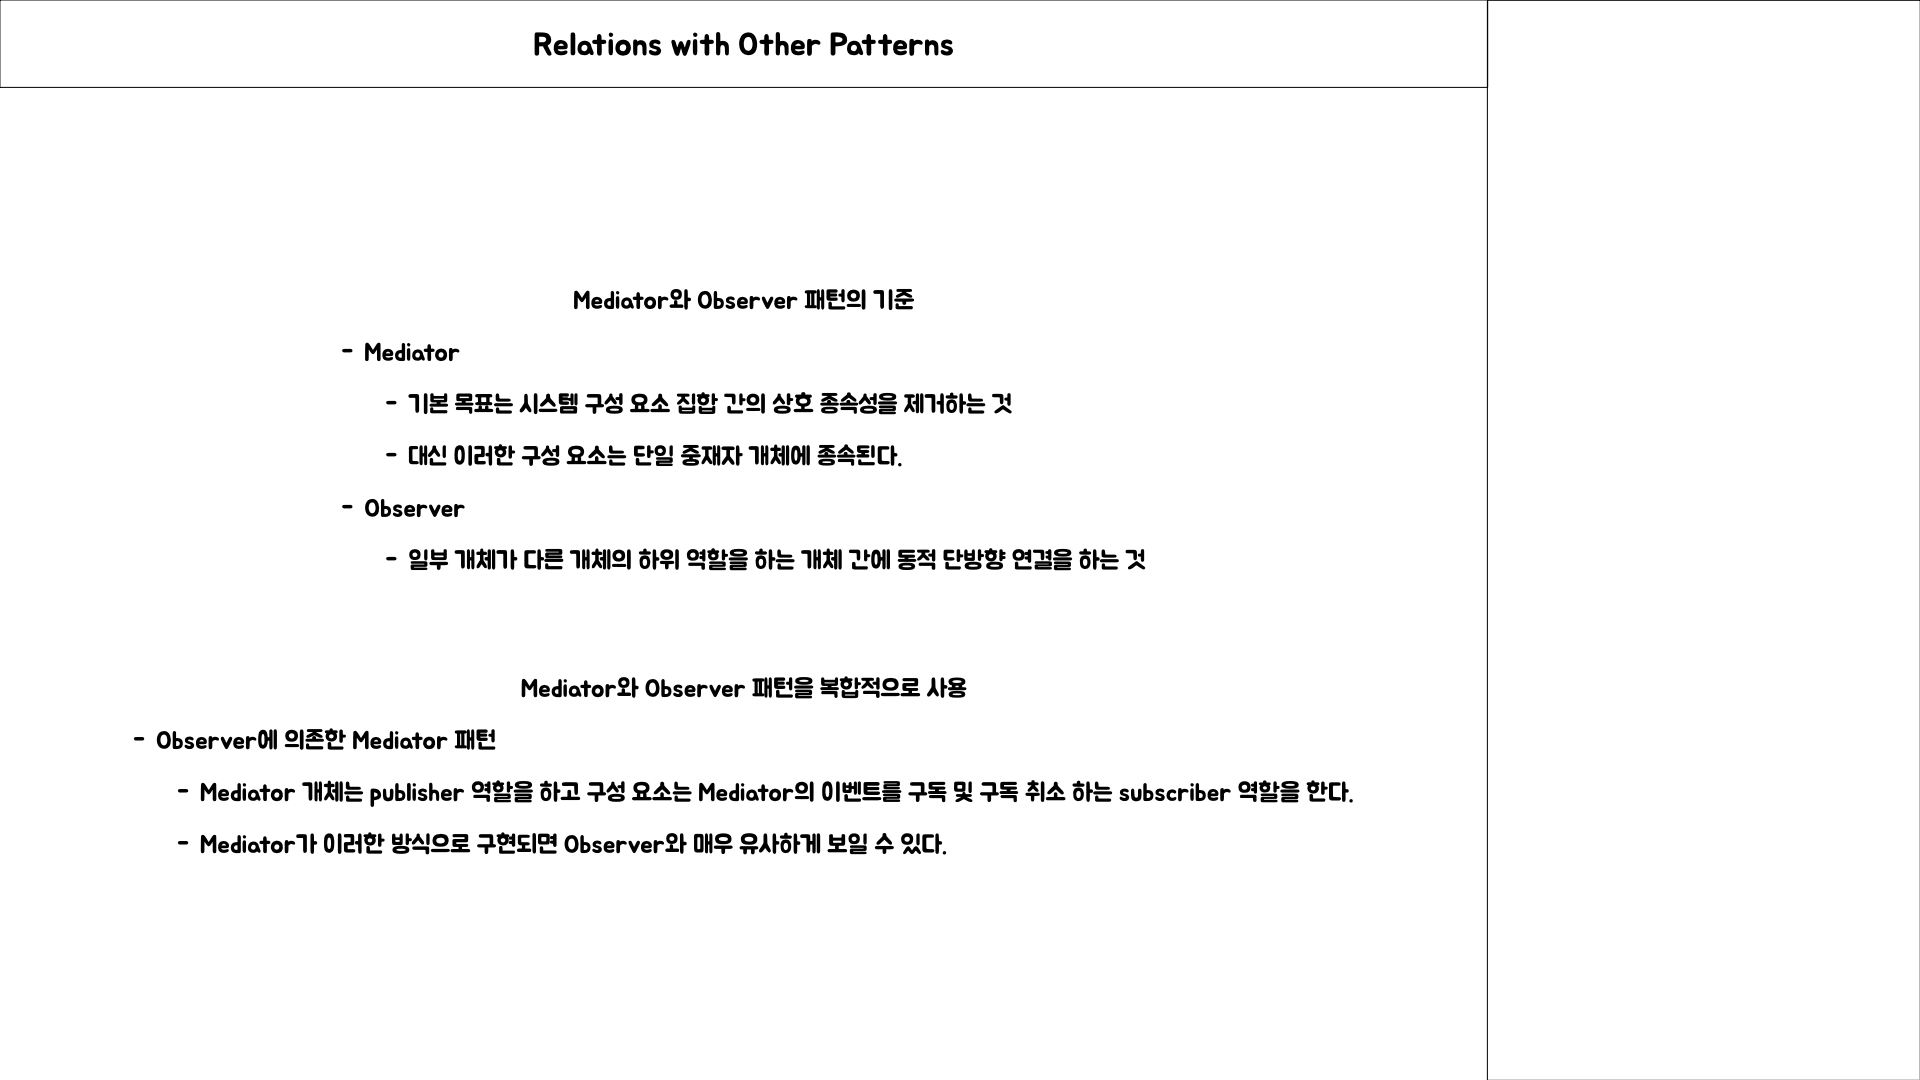 Relations with Other Patterns
Mediator와 Observer 패턴의 기준
- Mediator
- 기본 목표는 시스템 구성 요소 집합 간의 상호 종속성을 제거하는 것
- 대신 이러한 구성 요소는 단일 중재자 개체에 종속된다.
- Observer
- 일부 개체가 다른 개체의 하위 역할을 하는 개체 간에 동적 단방향 연결을 하는 것
Mediator와 Observer 패턴을 복합적으로 사용
- Observer에 의존한 Mediator 패턴
- Mediator 개체는 publisher 역할을 하고 구성 요소는 Mediator의 이벤트를 구독 및 구독 취소 하는 subscriber 역할을 한다.
- Mediator가 이러한 방식으로 구현되면 Observer와 매우 유사하게 보일 수 있다.